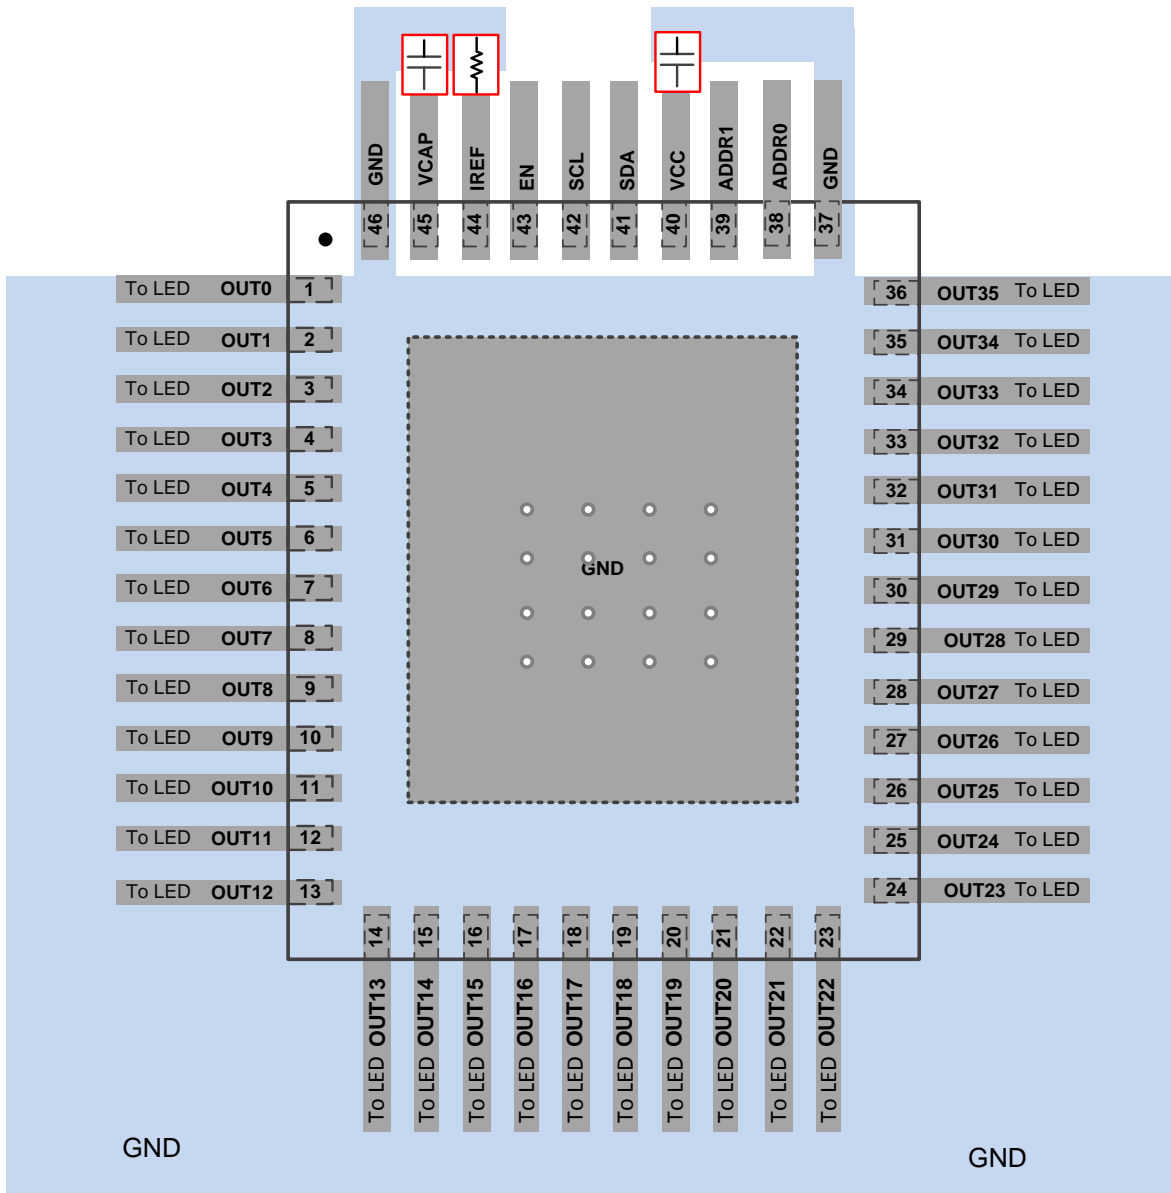 GND
VCAP
IREF
EN
SCL
SDA
VCC
ADDR1
ADDR0
GND
46
45
44
43
42
41
40
39
38
37
To LED OUT0 1
To LED OUT1 2
To LED OUT2 3
To LED OUT3 4
To LED OUT4 5
To LED OUT5 6
To LED OUT6 7
To LED OUT7 8
To LED OUT8 9
To LED OUT9 10
To LED OUT10 11
To LED OUT11 12
To LED OUT12 13
36 OUT35 To LED
35 OUT34 To LED
34 OUT33 To LED
33 OUT32 To LED
32 OUT31 To LED
31 OUT30 To LED
30 OUT29 To LED
29 OUT28 To LED
28 OUT27 To LED
27 OUT26 To LED
26 OUT25 To LED
25 OUT24 To LED
24 OUT23 To LED
GND
To LED OUT13 14
To LED OUT14 15
To LED OUT15 16
To LED OUT16 17
To LED OUT17 18
To LED OUT18 19
To LED OUT19 20
To LED OUT20 21
To LED OUT21 22
To LED OUT22 23
GND
GND